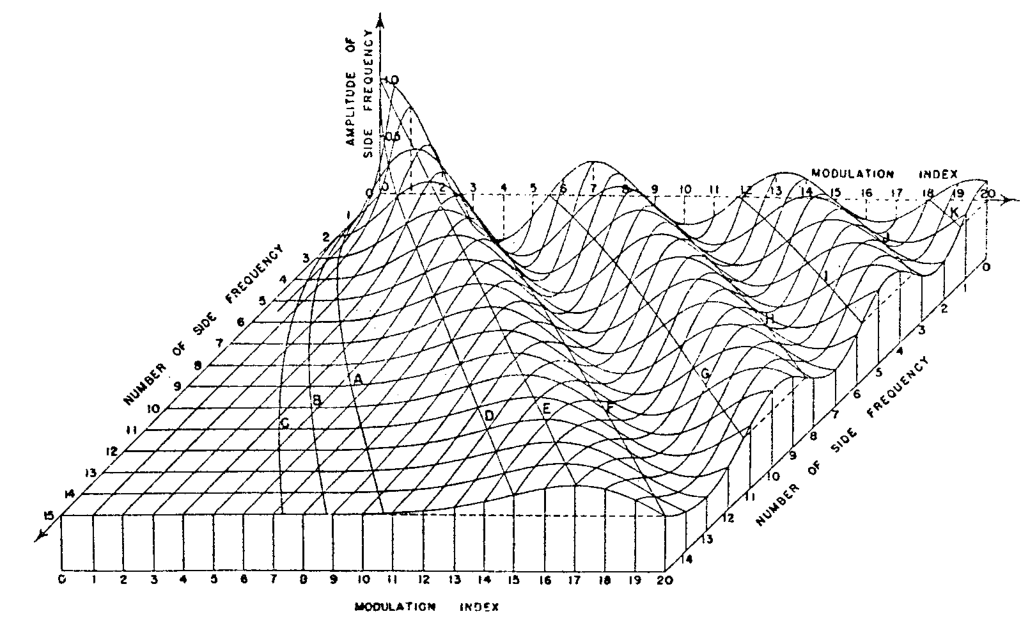 AMPLITUDE OF
SIDE FREQUENCY
1.0
0.5
0
MODULATION INDEX
0 1 2 3 4 5 6 7 8 9 10 11 12 13 14 15 16 17 18 19 20
NUMBER OF SIDE FREQUENCY
1
2
3
4
5
6
7
8
9
10
11
12
13
14
15
A
B
C
D
E
F
G
H
I
J
K
0
1
2
3
4
5
6
7
8
9
10
11
12
13
14
NUMBER OF SIDE FREQUENCY
0 1 2 3 4 5 6 7 8 9 10 11 12 13 14 15 16 17 18 19 20
MODULATION INDEX